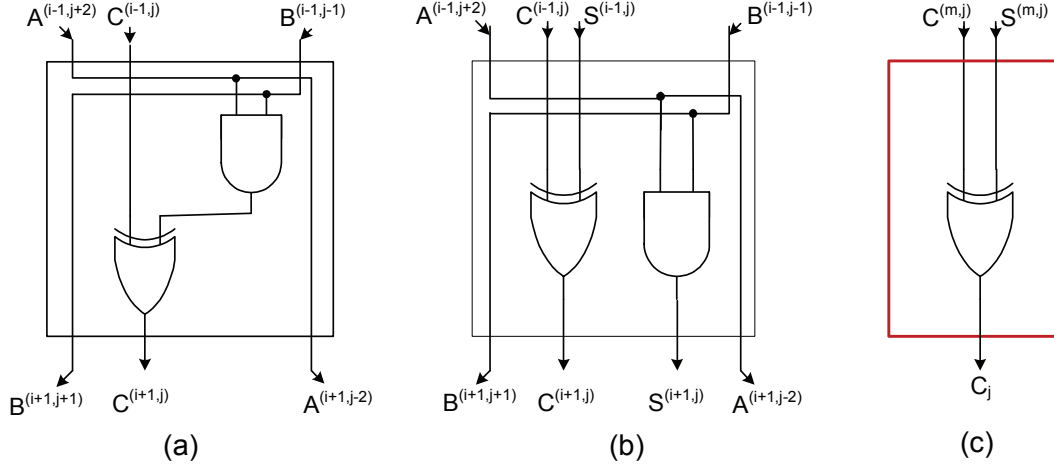 A(i-1,j+2) C(i-1,j) B(i-1,j-1) A(i-1,j+2) C(i-1,j) S(i-1,j) B(i-1,j-1) C(m,j) S(m,j)
B(i+1,j+1) C(i+1,j) A(i+1,j-2) B(i+1,j+1) C(i+1,j) S(i+1,j) A(i+1,j-2) Cj
(a) (b) (c)